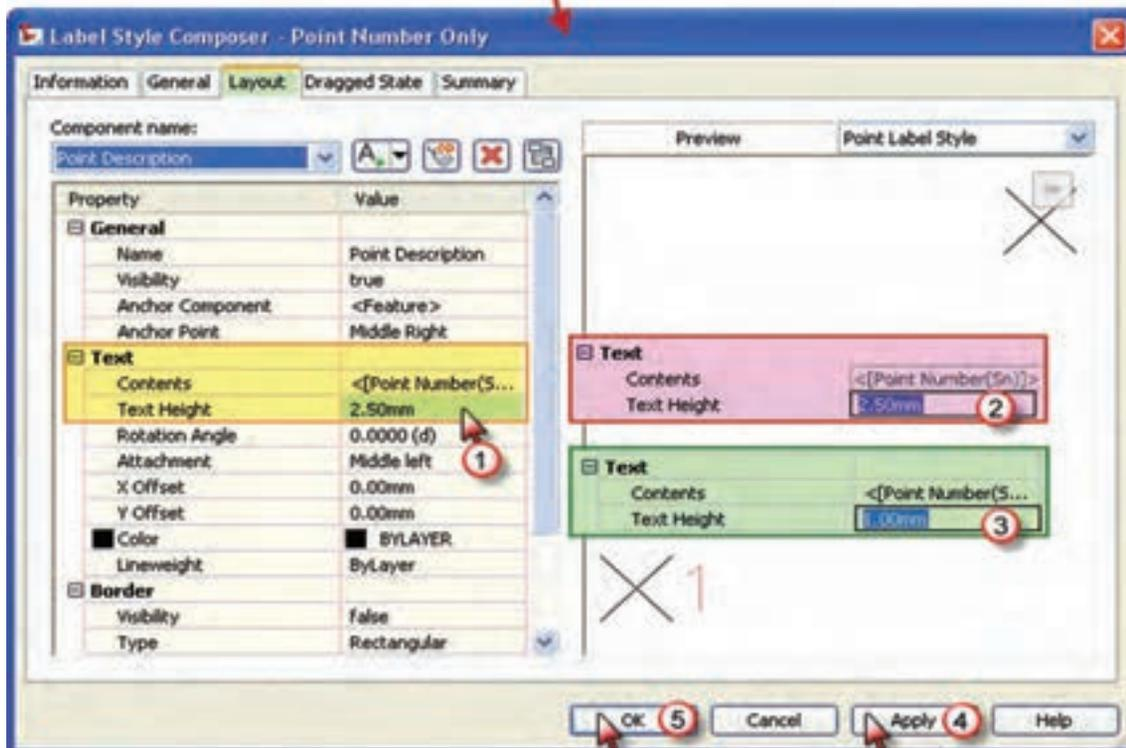 Label Style Composer - Point Number Only
Information General Layout Dragged State Summary
Component name:
Point Description
Preview Point Label Style
Property Value
General
Name Point Description
Visibility true
Anchor Component <Feature>
Anchor Point Middle Right
Text
Contents <[Point Number(S...
Text Height 2.50mm
1
Rotation Angle 0.0000 (d)
Attachment Middle left
X Offset 0.00mm
Y Offset 0.00mm
Color BYLAYER
Lineweight ByLayer
Border
Visibility false
Type Rectangular
Text
Contents <[Point Number(Sn)]>
Text Height 2.50mm 2
Text
Contents <[Point Number(S...
Text Height .00mm 3
1
OK 5 Cancel Apply 4 Help